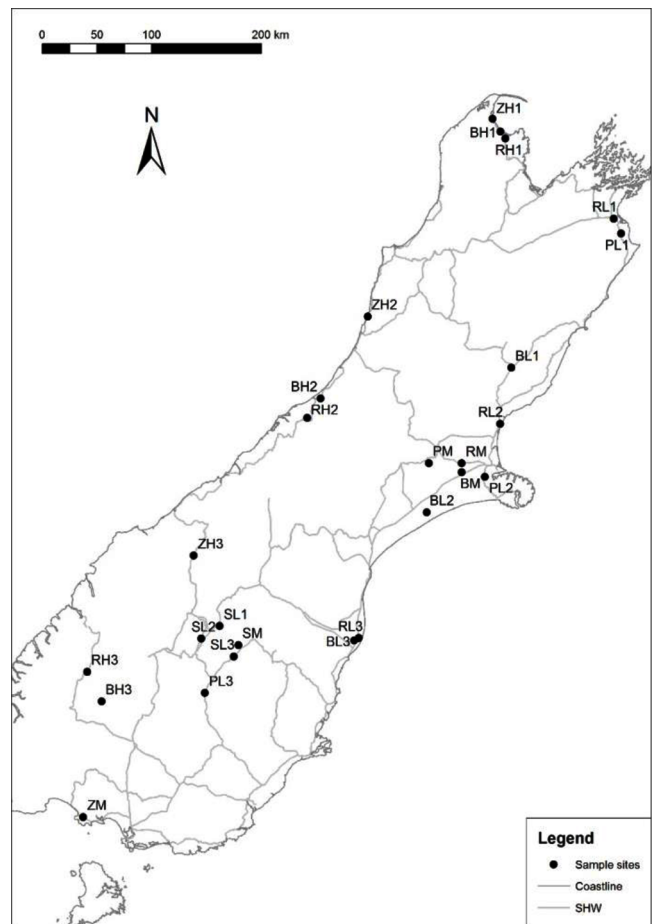 0 50 100 200 km
N
ZH1
BH1
RH1
RL1
PL1
ZH2
BL1
BH2
RH2
RL2
PM RM
BM PL2
BL2
ZH3
SL1
SL2
SM
SL3
RL3
BL3
RH3
PL3
BH3
ZM
Legend
Sample sites
Coastline
SHW